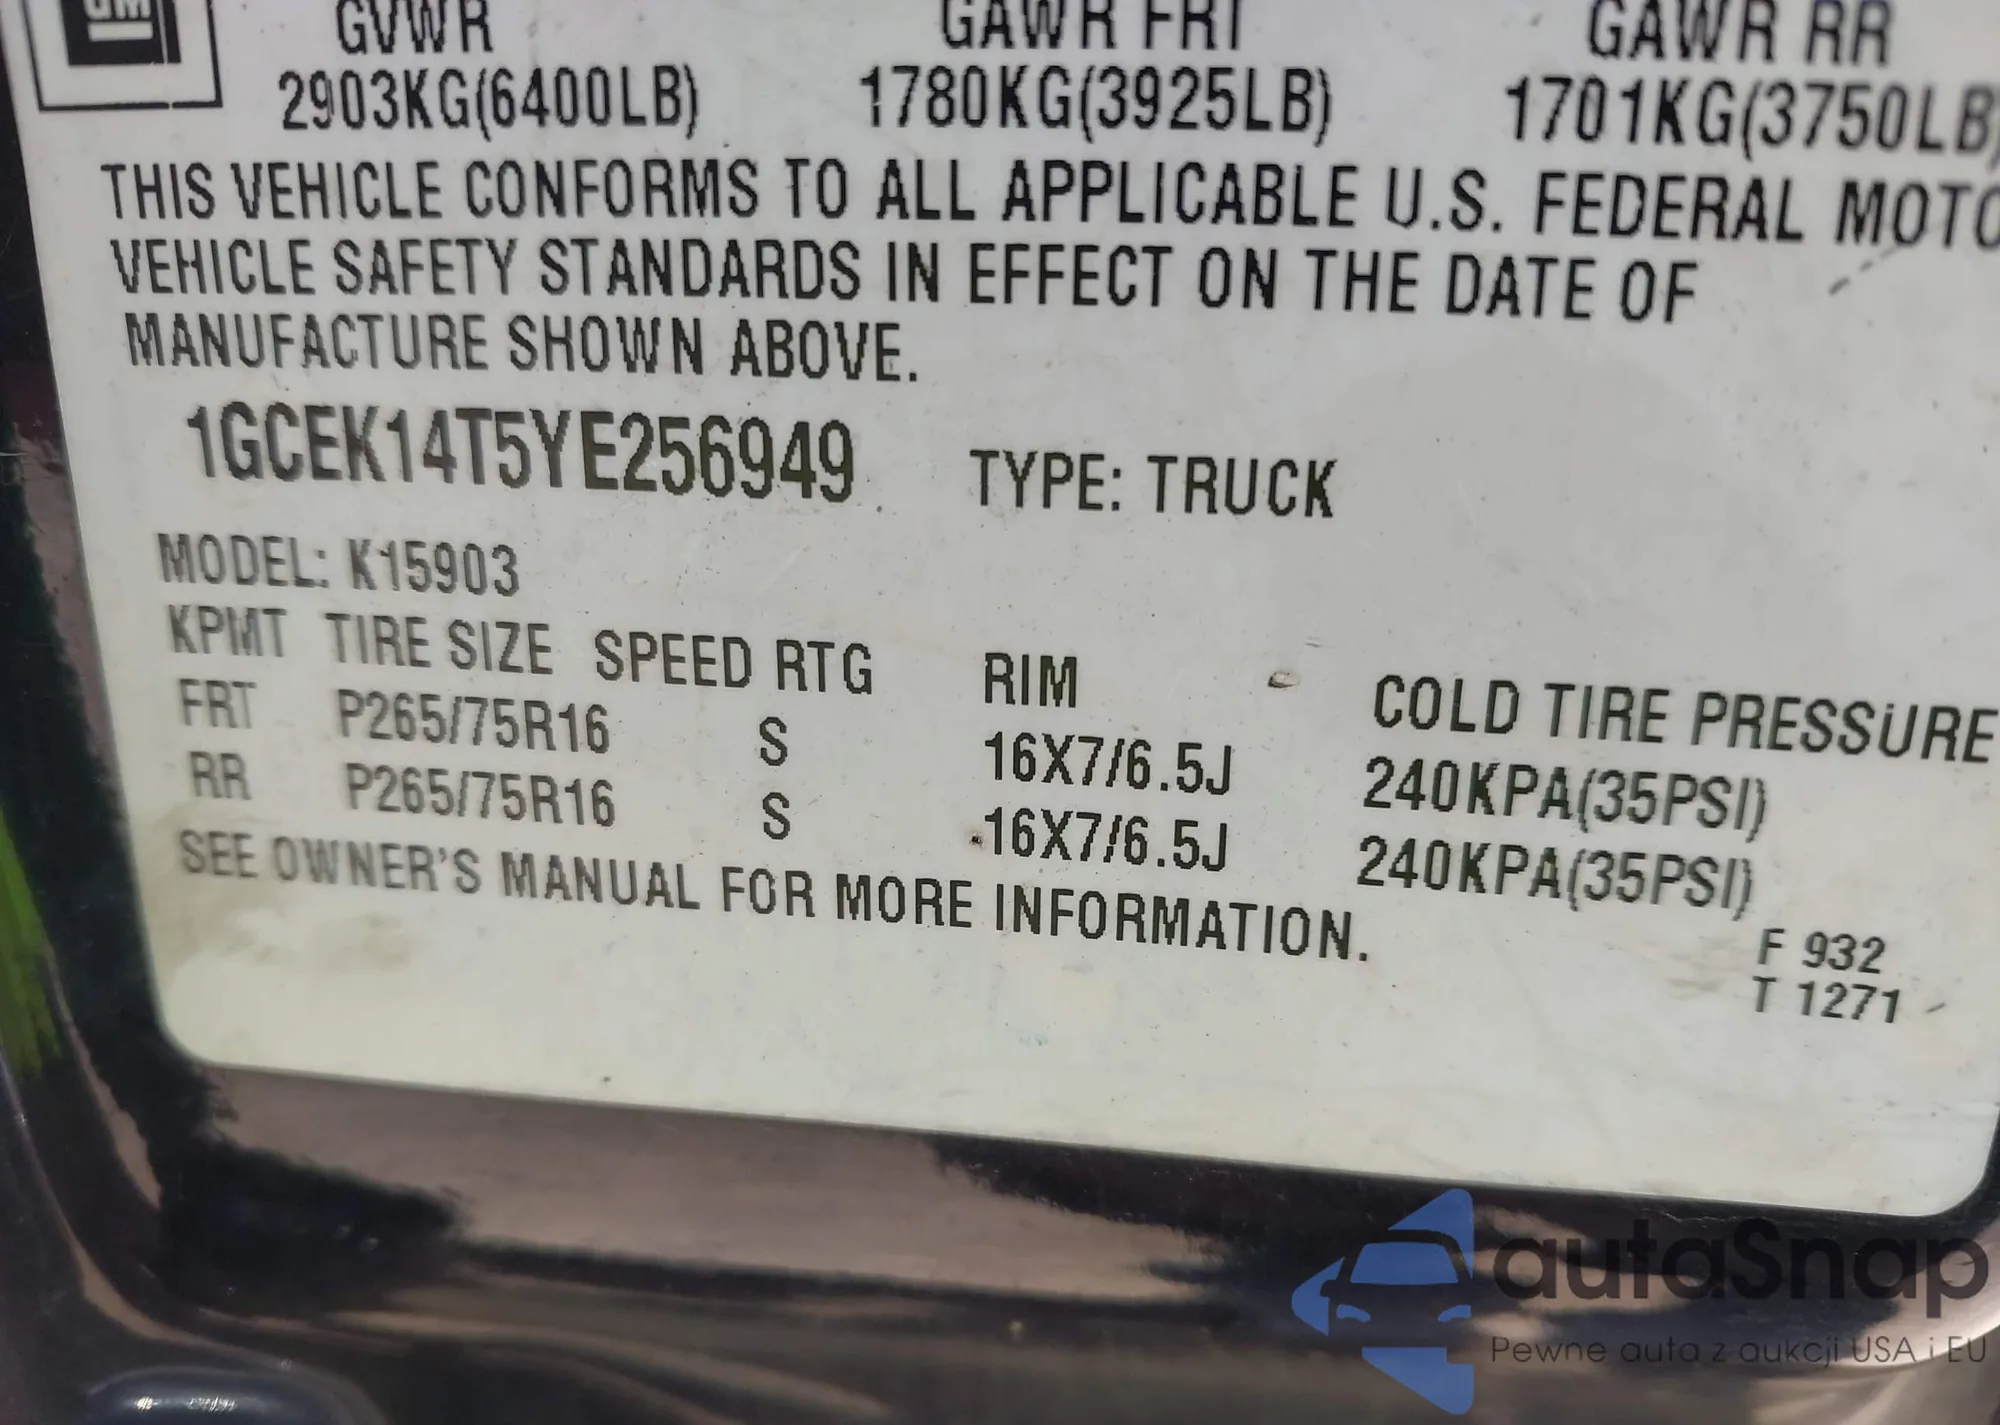 GM
GVWR GAWR FRT GAWR RR
2903KG(6400LB) 1780KG(3925LB) 1701KG(3750LB)
THIS VEHICLE CONFORMS TO ALL APPLICABLE U.S. FEDERAL MOTO
VEHICLE SAFETY STANDARDS IN EFFECT ON THE DATE OF
MANUFACTURE SHOWN ABOVE.
1GCEK14T5YE256949 TYPE: TRUCK
MODEL: K15903
KPMT TIRE SIZE SPEED RTG RIM COLD TIRE PRESSURE
FRT P265/75R16 S 16X7/6.5J 240KPA(35PSI)
RR P265/75R16 S 16X7/6.5J 240KPA(35PSI)
SEE OWNER'S MANUAL FOR MORE INFORMATION.
F 932
T 1271
autaSnap
Pewne auta z aukcji USA i EU